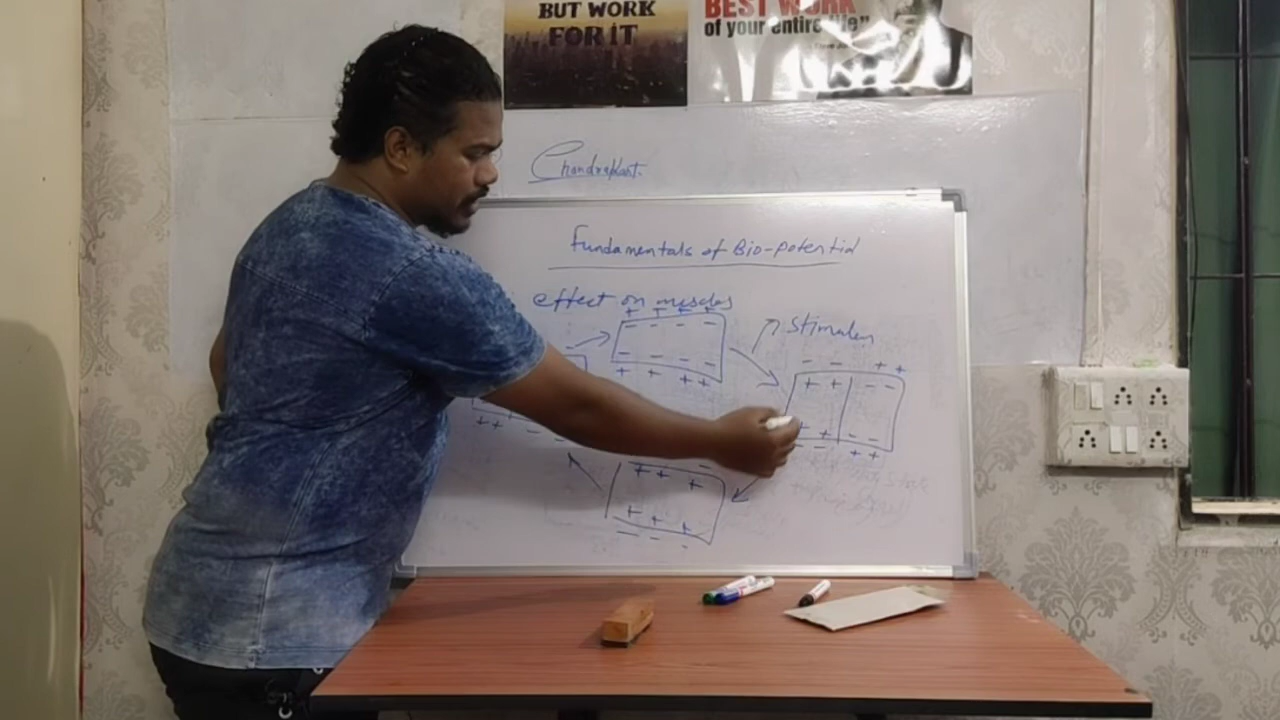 BUT WORK
FOR iT
BEST WORK
of your entire life"
Chandrakant.
Fundamentals of Bio-potential
effect on muscles
+ + + +
- - - -
- - - -
+ + + +
Stimulus
- - + +
+ + - -
+ + - -
- - + +
+ + +
+ + +
- - -